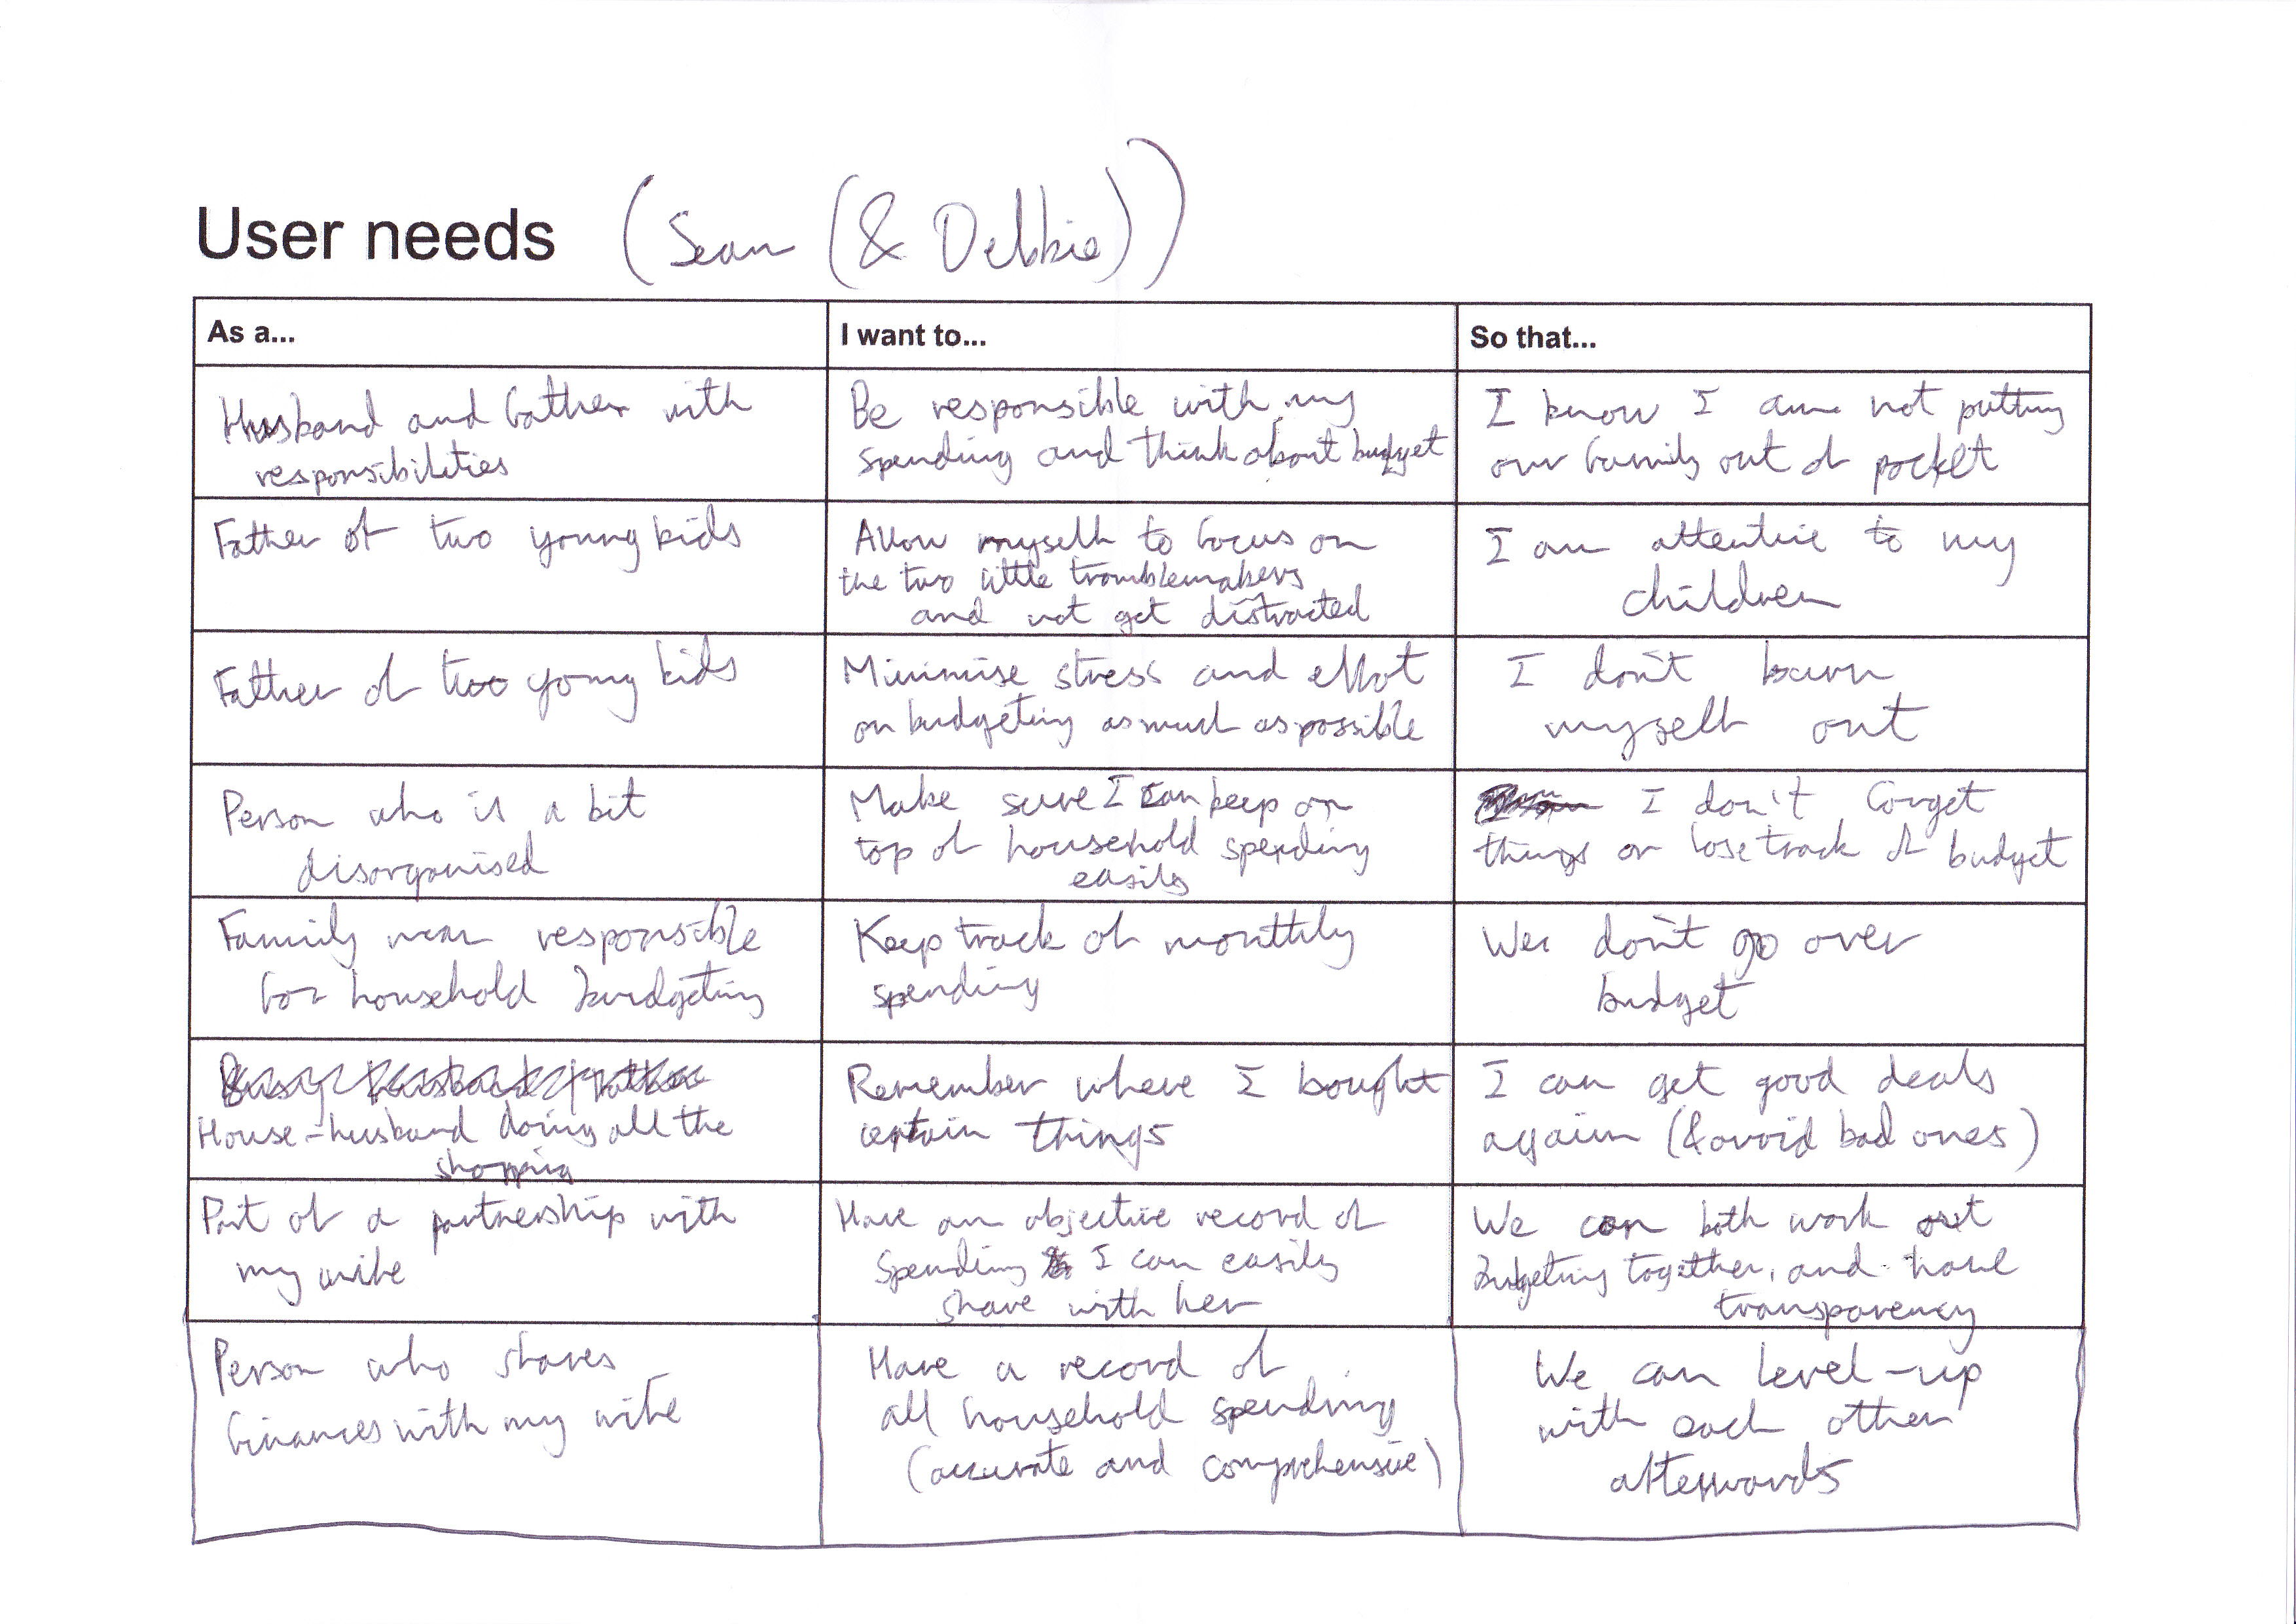 User needs (Sean (& Debbie))
As a...
I want to...
So that...
Husband and father with
responsibilities
Be responsible with my
spending and think about budget
I know I am not putting
our family out of pocket
Father of two young kids
Allow myself to focus on
the two little troublemakers
and not get distracted
I am attentive to my
children
Father of two young kids
Minimise stress and effot
on budgeting as much as possible
I don't burn
myself out
Person who is a bit
disorganised
Make sure I can keep on
top of household spending
easily
I don't forget
things or lose track of budget
Family man responsible
for household budgeting
Keep track of monthly
spending
We don't go over
budget
Busy husband / father
House-husband doing all the
shopping
Remember where I bought
certain things
I can get good deals
again (& avoid bad ones)
Part of a partnership with
my wife
Have an objective record of
spending I can easily
share with her
We can both work out
budgeting together, and have
transparency
Person who shares
finances with my wife
Have a record of
all household spending
(accurate and comprehensive)
We can level-up
with each other
afterwards